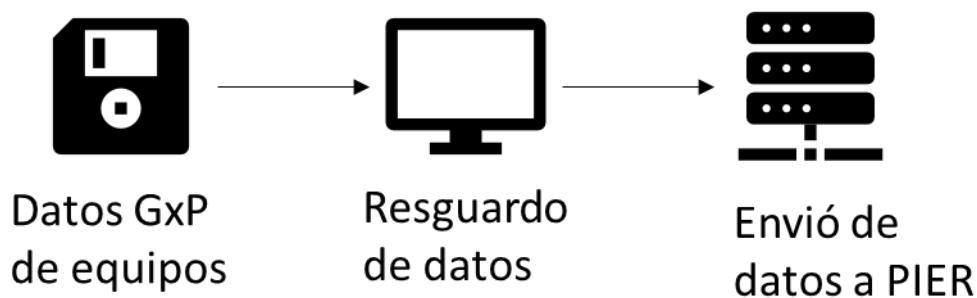 Datos GxP
de equipos
Resguardo
de datos
Envió de
datos a PIER